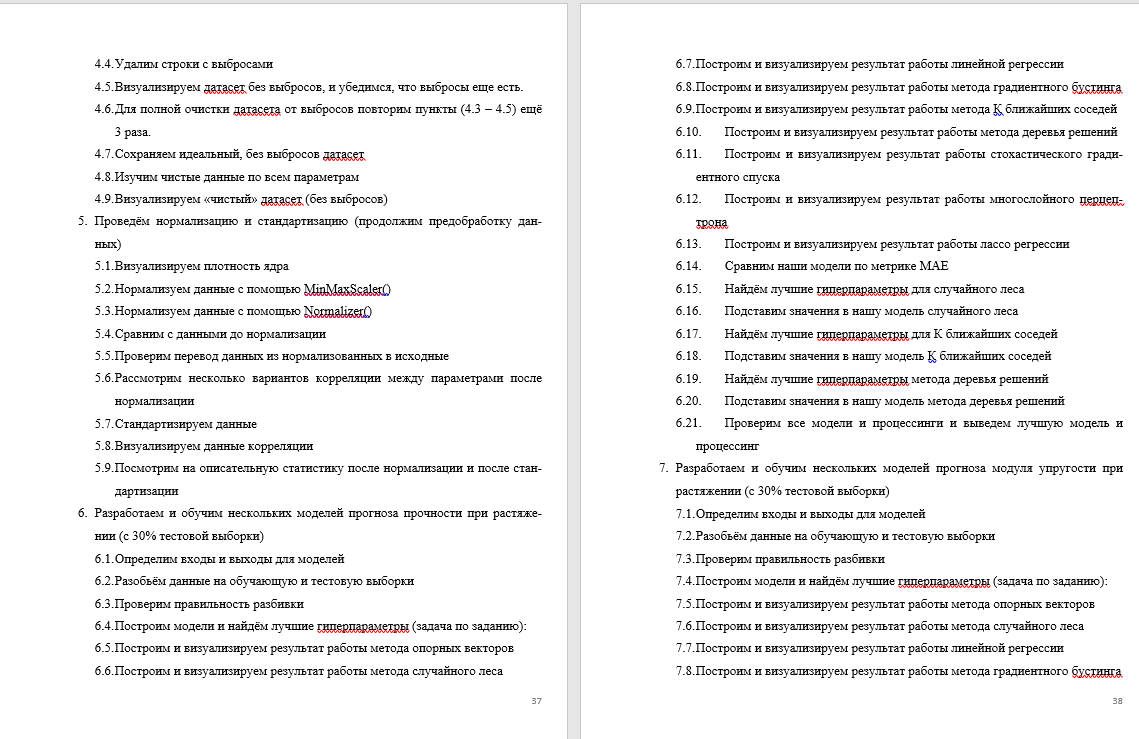 4.4.Удалим строки с выбросами
4.5.Визуализируем датасет без выбросов, и убедимся, что выбросы еще есть.
4.6.Для полной очистки датасета от выбросов повторим пункты (4.3 – 4.5) ещё
3 раза.
4.7.Сохраняем идеальный, без выбросов датасет
4.8.Изучим чистые данные по всем параметрам
4.9.Визуализируем «чистый» датасет (без выбросов)
5. Проведём нормализацию и стандартизацию (продолжим предобработку дан-
ных)
5.1.Визуализируем плотность ядра
5.2.Нормализуем данные с помощью MinMaxScaler()
5.3.Нормализуем данные с помощью Normalizer()
5.4.Сравним с данными до нормализации
5.5.Проверим перевод данных из нормализованных в исходные
5.6.Рассмотрим несколько вариантов корреляции между параметрами после
нормализации
5.7.Стандартизируем данные
5.8.Визуализируем данные корреляции
5.9.Посмотрим на описательную статистику после нормализации и после стан-
дартизации
6. Разработаем и обучим нескольких моделей прогноза прочности при растяже-
нии (с 30% тестовой выборки)
6.1.Определим входы и выходы для моделей
6.2.Разобьём данные на обучающую и тестовую выборки
6.3.Проверим правильность разбивки
6.4.Построим модели и найдём лучшие гиперпараметры (задача по заданию):
6.5.Построим и визуализируем результат работы метода опорных векторов
6.6.Построим и визуализируем результат работы метода случайного леса
37
6.7.Построим и визуализируем результат работы линейной регрессии
6.8.Построим и визуализируем результат работы метода градиентного бустинга
6.9.Построим и визуализируем результат работы метода К ближайших соседей
6.10. Построим и визуализируем результат работы метода деревья решений
6.11. Построим и визуализируем результат работы стохастического гради-
ентного спуска
6.12. Построим и визуализируем результат работы многослойного перцеп-
трона
6.13. Построим и визуализируем результат работы лассо регрессии
6.14. Сравним наши модели по метрике МАЕ
6.15. Найдём лучшие гиперпараметры для случайного леса
6.16. Подставим значения в нашу модель случайного леса
6.17. Найдём лучшие гиперпараметры для К ближайших соседей
6.18. Подставим значения в нашу модель К ближайших соседей
6.19. Найдём лучшие гиперпараметры метода деревья решений
6.20. Подставим значения в нашу модель метода деревья решений
6.21. Проверим все модели и процессинги и выведем лучшую модель и
процессинг
7. Разработаем и обучим нескольких моделей прогноза модуля упругости при
растяжении (с 30% тестовой выборки)
7.1.Определим входы и выходы для моделей
7.2.Разобьём данные на обучающую и тестовую выборки
7.3.Проверим правильность разбивки
7.4.Построим модели и найдём лучшие гиперпараметры (задача по заданию):
7.5.Построим и визуализируем результат работы метода опорных векторов
7.6.Построим и визуализируем результат работы метода случайного леса
7.7.Построим и визуализируем результат работы линейной регрессии
7.8.Построим и визуализируем результат работы метода градиентного бустинга
38